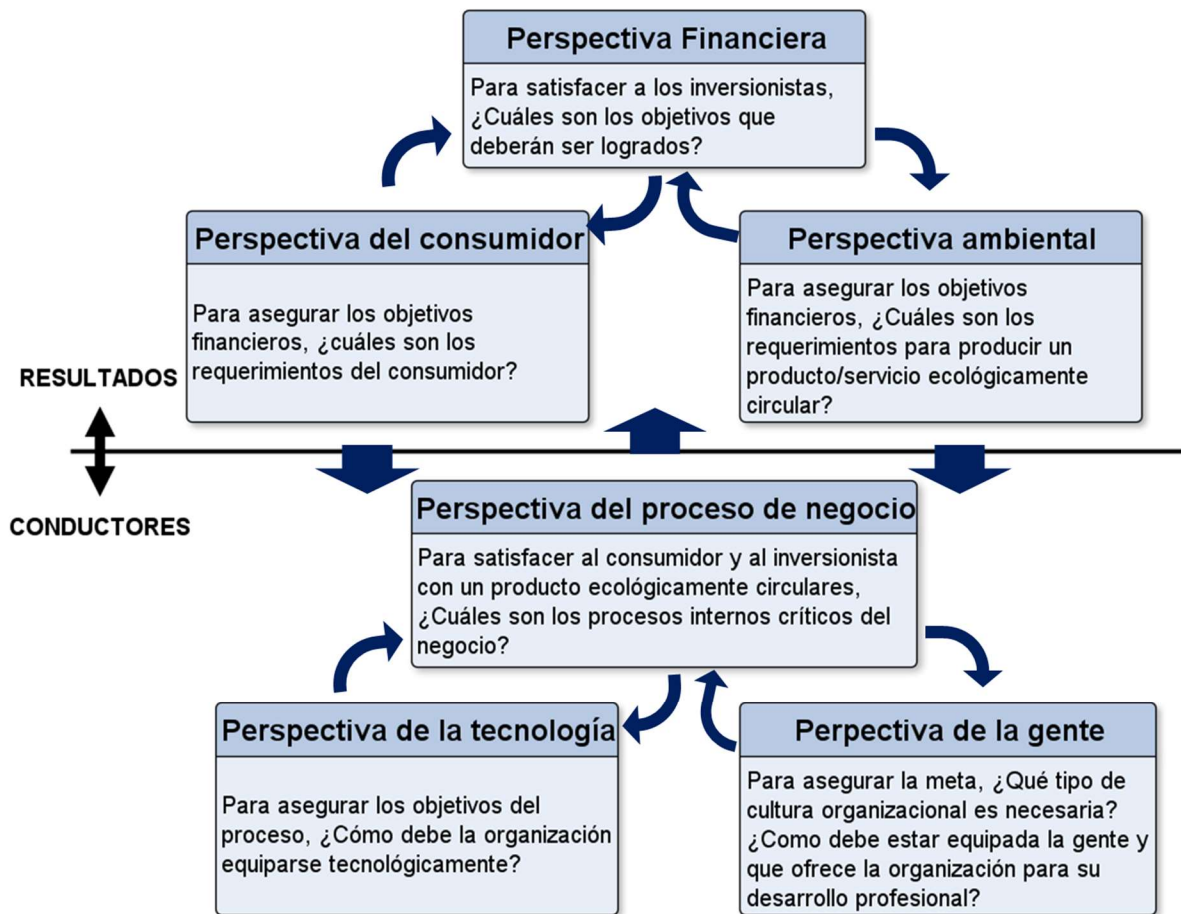 Perspectiva Financiera
Para satisfacer a los inversionistas,
¿Cuáles son los objetivos que
deberán ser logrados?
Perspectiva del consumidor
Para asegurar los objetivos
financieros, ¿cuáles son los
requerimientos del consumidor?
Perspectiva ambiental
Para asegurar los objetivos
financieros, ¿Cuáles son los
requerimientos para producir un
producto/servicio ecológicamente
circular?
RESULTADOS
CONDUCTORES
Perspectiva del proceso de negocio
Para satisfacer al consumidor y al inversionista
con un producto ecológicamente circulares,
¿Cuáles son los procesos internos críticos del
negocio?
Perspectiva de la tecnología
Para asegurar los objetivos del
proceso, ¿Cómo debe la organización
equiparse tecnológicamente?
Perpectiva de la gente
Para asegurar la meta, ¿Qué tipo de
cultura organizacional es necesaria?
¿Como debe estar equipada la gente y
que ofrece la organización para su
desarrollo profesional?